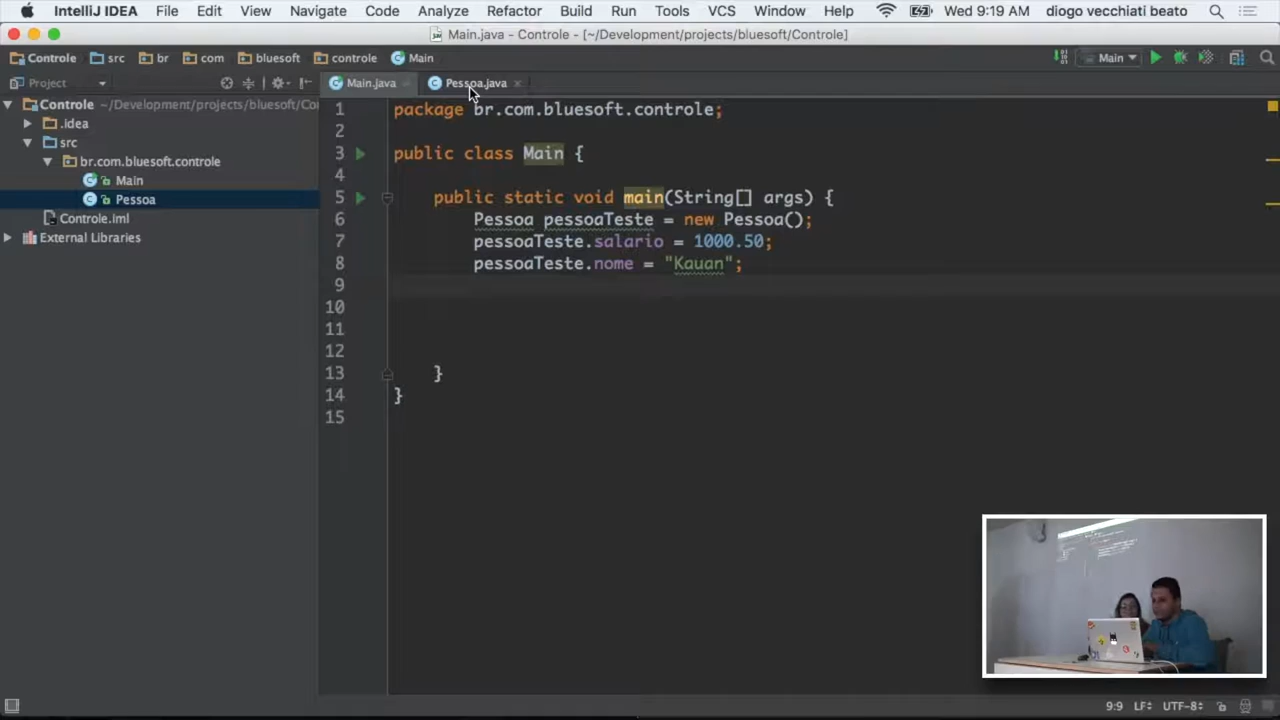 IntelliJ IDEA File Edit View Navigate Code Analyze Refactor Build Run Tools VCS Window Help Wed 9:19 AM diogo vecchiati beato
Main.java - Controle - [~/Development/projects/bluesoft/Controle]
Controle src br com bluesoft controle Main Main
Project Main.java Pessoa.java
Controle ~/Development/projects/bluesoft/Co
.idea
src
br.com.bluesoft.controle
Main
Pessoa
Controle.iml
External Libraries
1 package br.com.bluesoft.controle;
2
3 public class Main {
4
5 public static void main(String[] args) {
6 Pessoa pessoaTeste = new Pessoa();
7 pessoaTeste.salario = 1000.50;
8 pessoaTeste.nome = "Kauan";
9
10
11
12
13 }
14 }
15
9:9 LF UTF-8